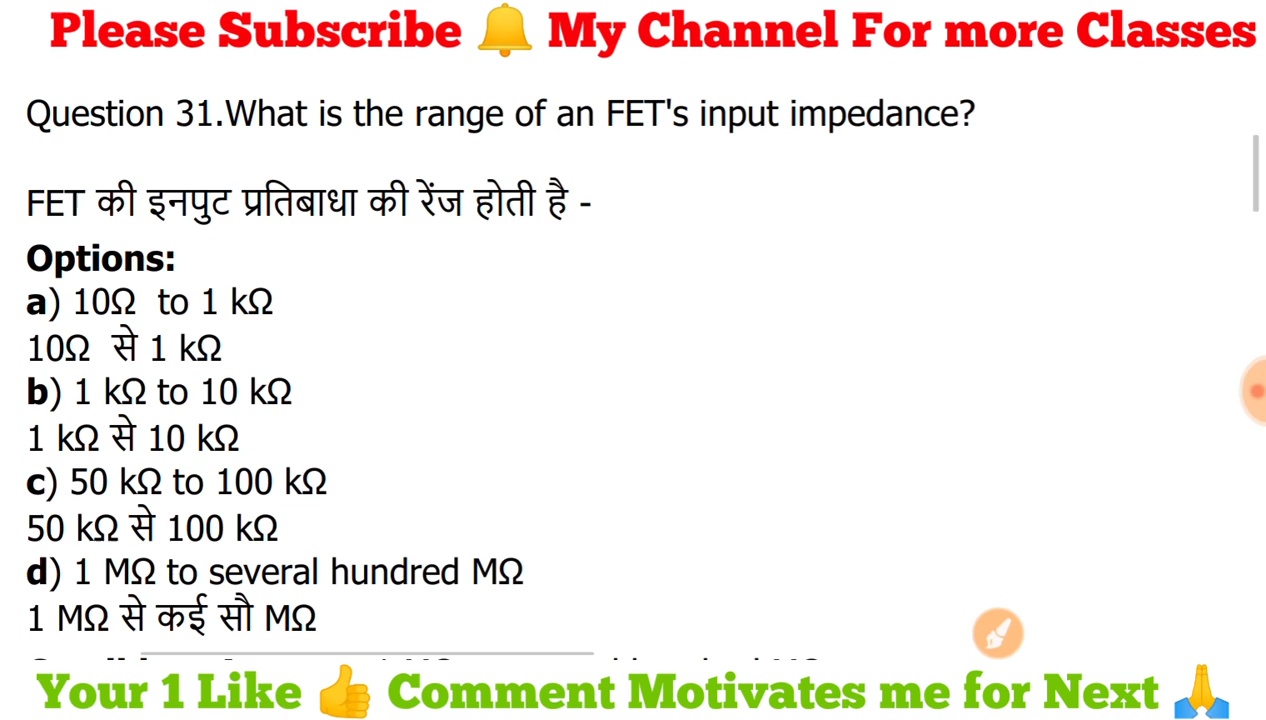 Please Subscribe 🔔 My Channel For more Classes
Question 31.What is the range of an FET's input impedance?
FET की इनपुट प्रतिबाधा की रेंज होती है -
Options:
a) 10Ω to 1 kΩ
10Ω से 1 kΩ
b) 1 kΩ to 10 kΩ
1 kΩ से 10 kΩ
c) 50 kΩ to 100 kΩ
50 kΩ से 100 kΩ
d) 1 MΩ to several hundred MΩ
1 MΩ से कई सौ MΩ
Your 1 Like 👍 Comment Motivates me for Next 🙏